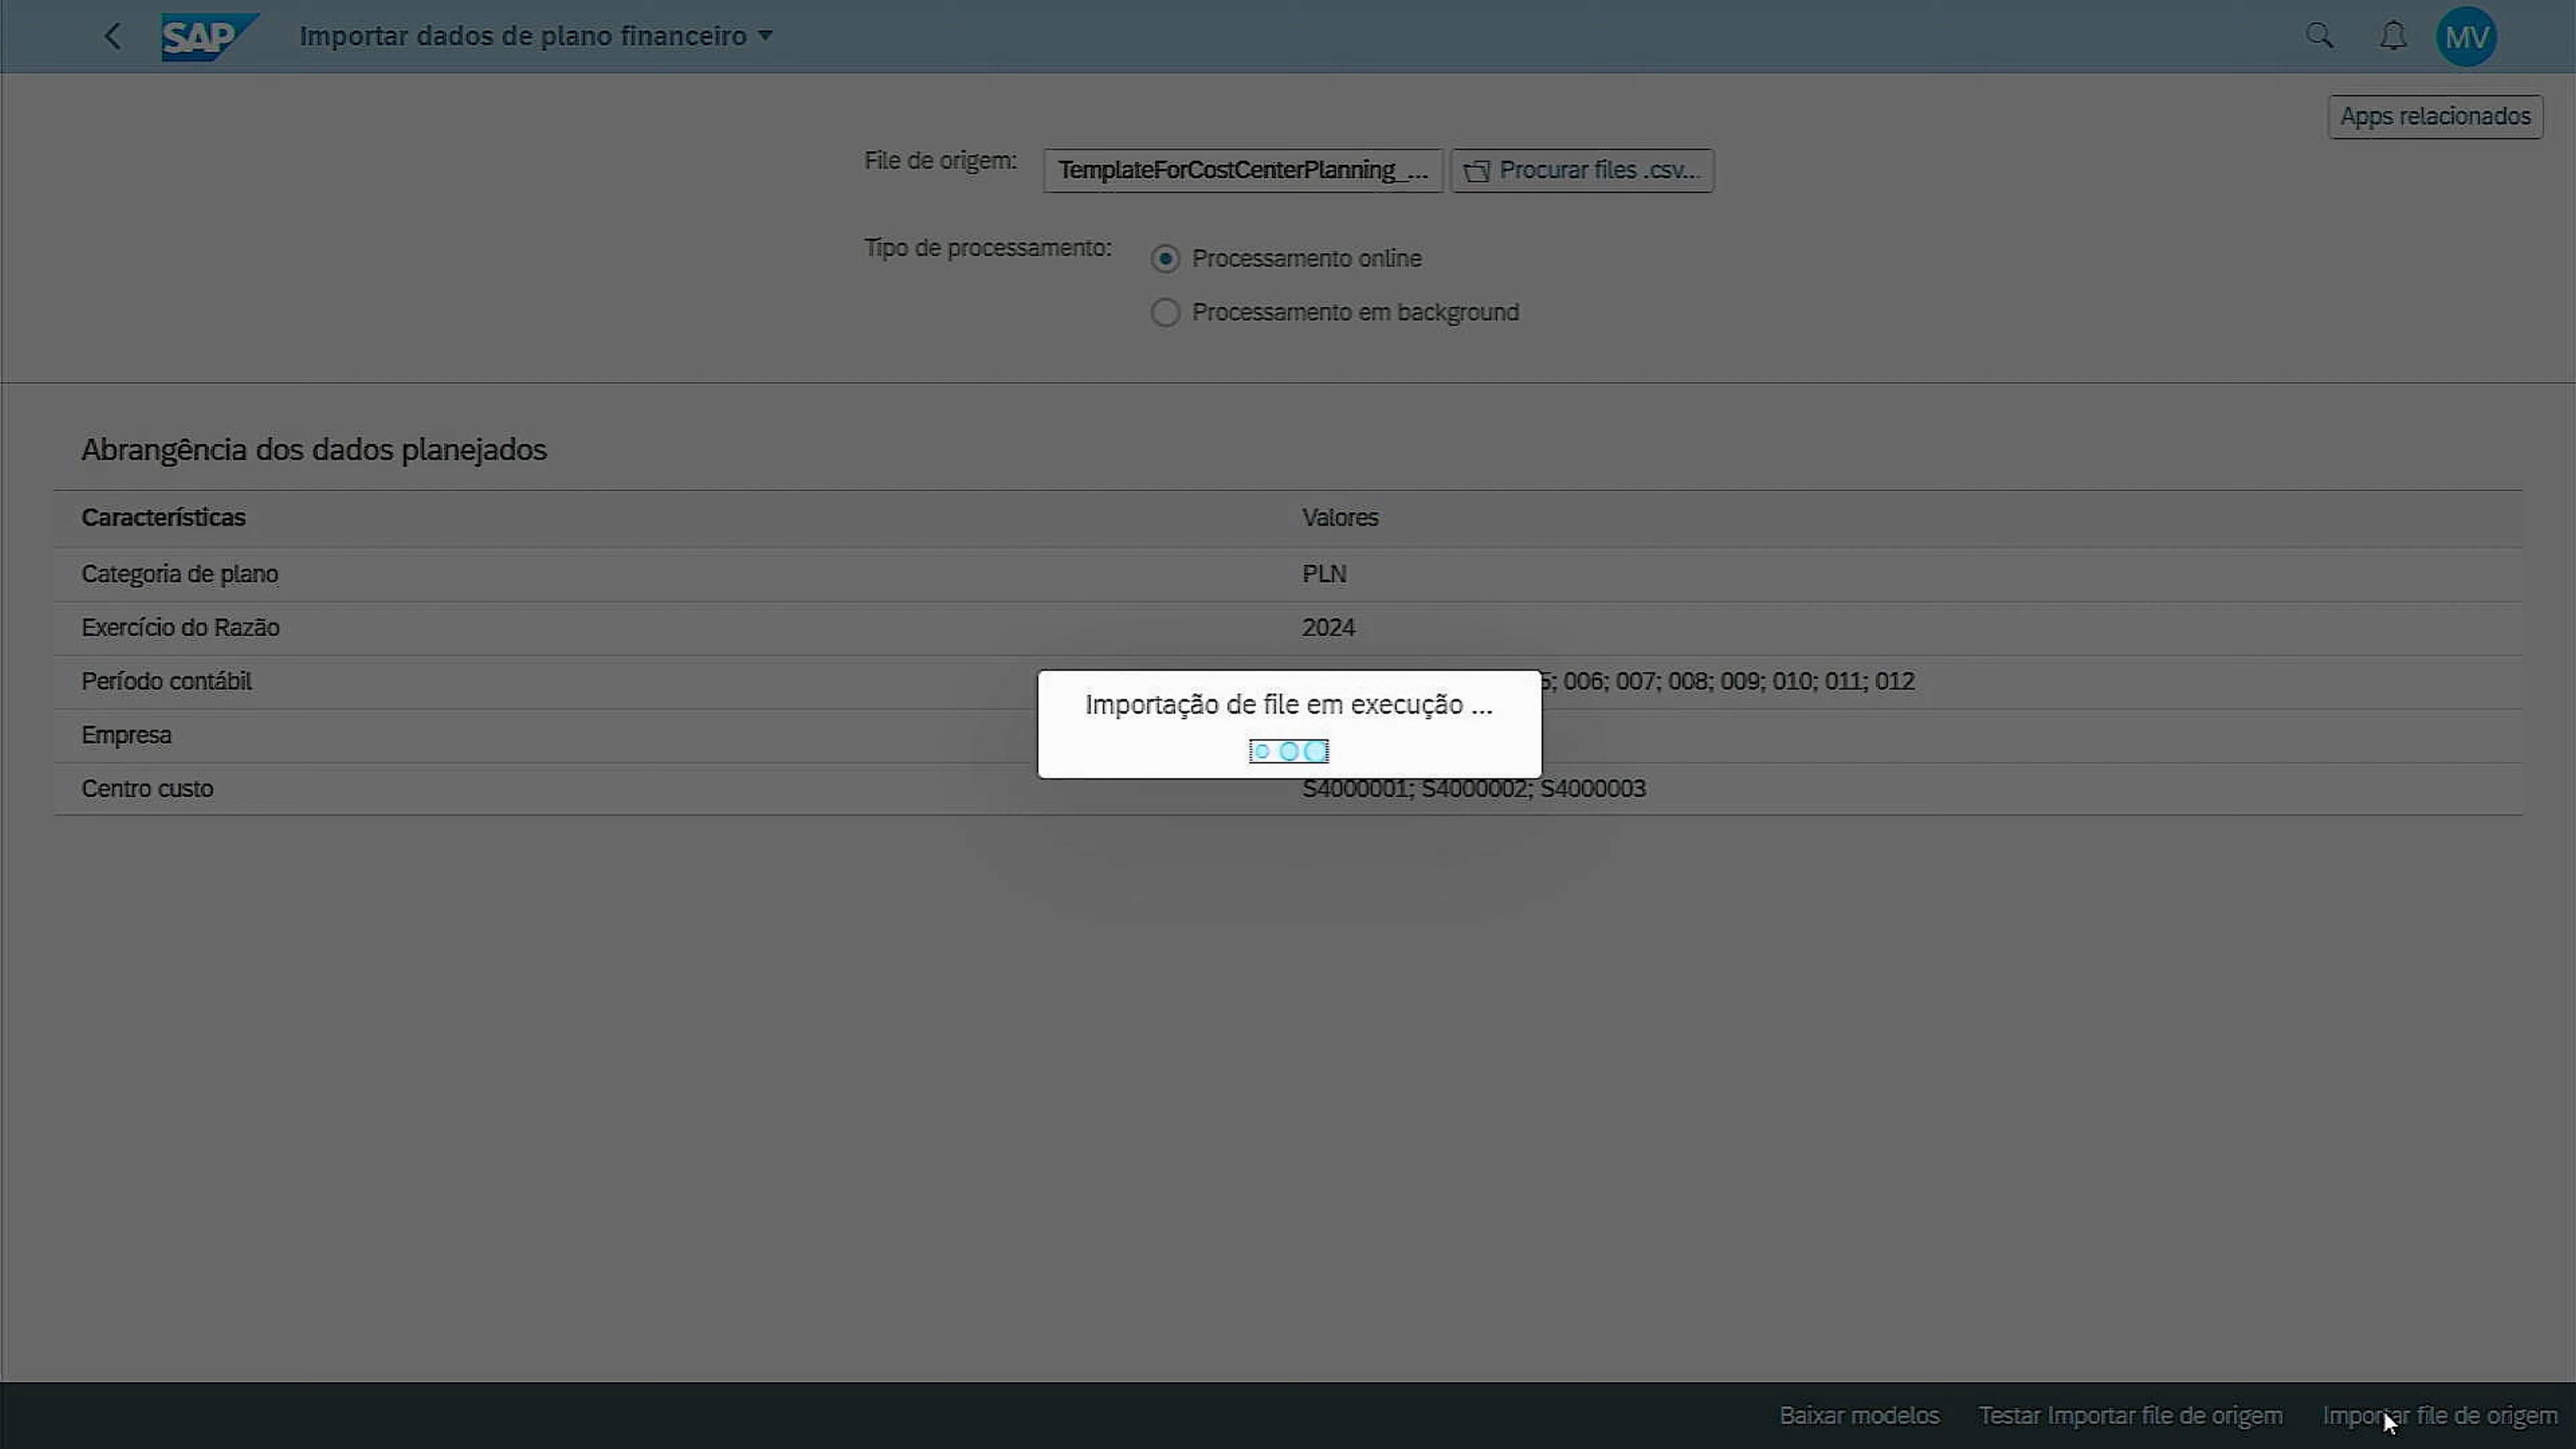 SAP Importar dados de plano financeiro MV
Apps relacionados
File de origem: TemplateForCostCenterPlanning_... Procurar files .csv...
Tipo de processamento: Processamento online
Processamento em background
Abrangência dos dados planejados
Características Valores
Categoria de plano PLN
Exercício do Razão 2024
Período contábil 5; 006; 007; 008; 009; 010; 011; 012
Importação de file em execução ...
Empresa
Centro custo S4000001; S4000002; S4000003
Baixar modelos Testar Importar file de origem Importar file de origem